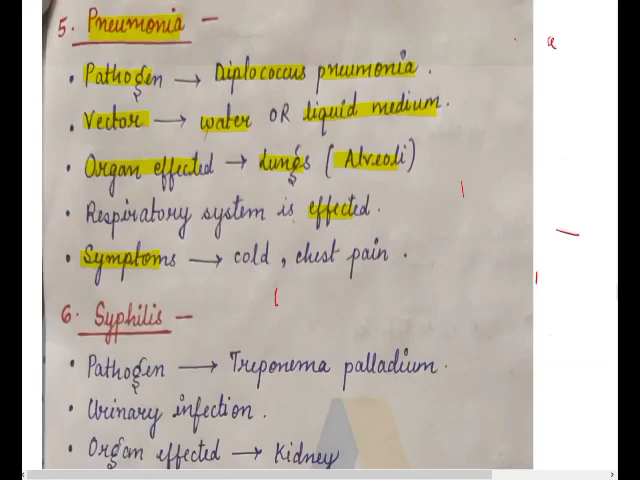 5. Pneumonia -
• Pathogen → Diplococcus pneumonia.
• Vector → water OR liquid medium.
• Organ effected → lungs (Alveoli)
• Respiratory system is effected.
• Symptoms → cold, chest pain.
6. Syphilis -
• Pathogen → Treponema palladium.
• Urinary infection.
• Organ effected → Kidney